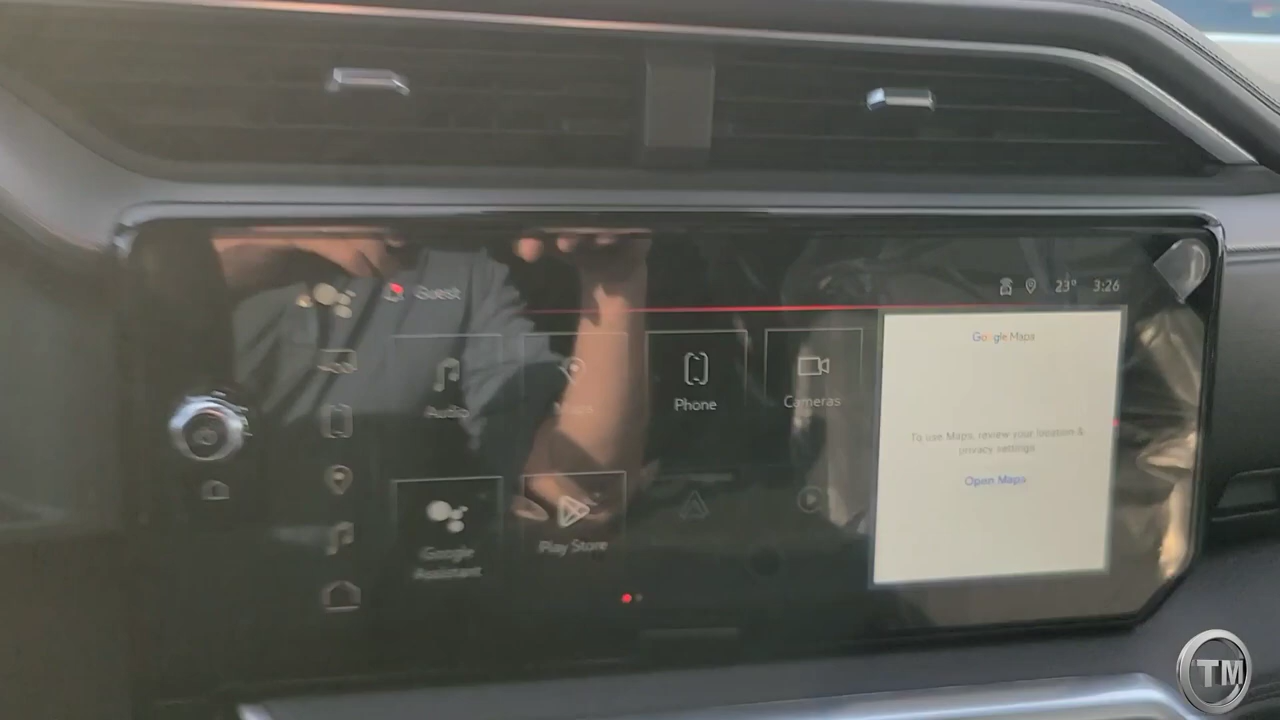 Guest
23° 3:26
Google Maps
Audio
Maps
Phone
Cameras
To use Maps, review your location &
privacy settings
Open Maps
Google
Assistant
Play Store
TM